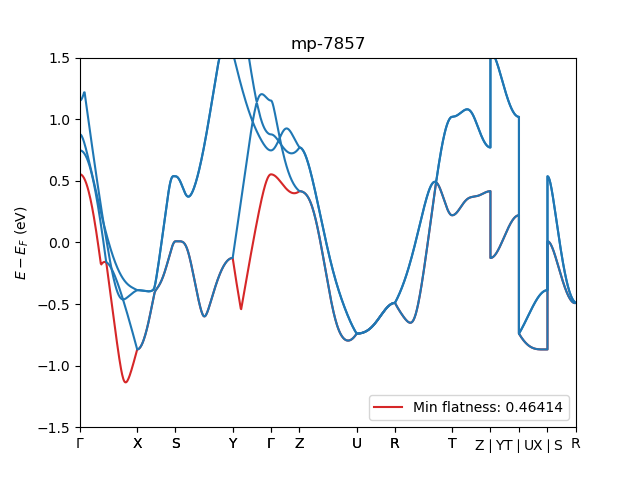 mp-7857
E − E_F (eV)
1.5
1.0
0.5
0.0
−0.5
−1.0
−1.5
Min flatness: 0.46414
Γ X S Y Γ Z U R T Z | YT | UX | S R